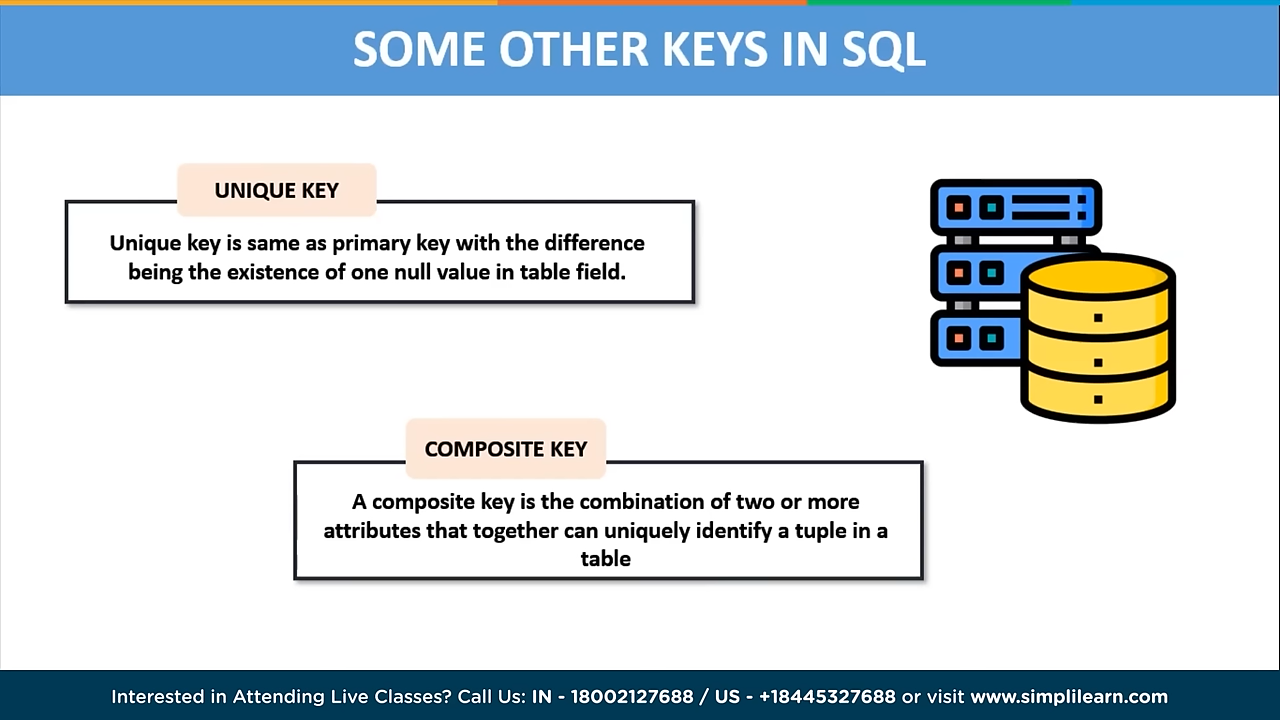 SOME OTHER KEYS IN SQL
UNIQUE KEY
Unique key is same as primary key with the difference
being the existence of one null value in table field.
COMPOSITE KEY
A composite key is the combination of two or more
attributes that together can uniquely identify a tuple in a
table
Interested in Attending Live Classes? Call Us: IN - 18002127688 / US - +18445327688 or visit www.simplilearn.com